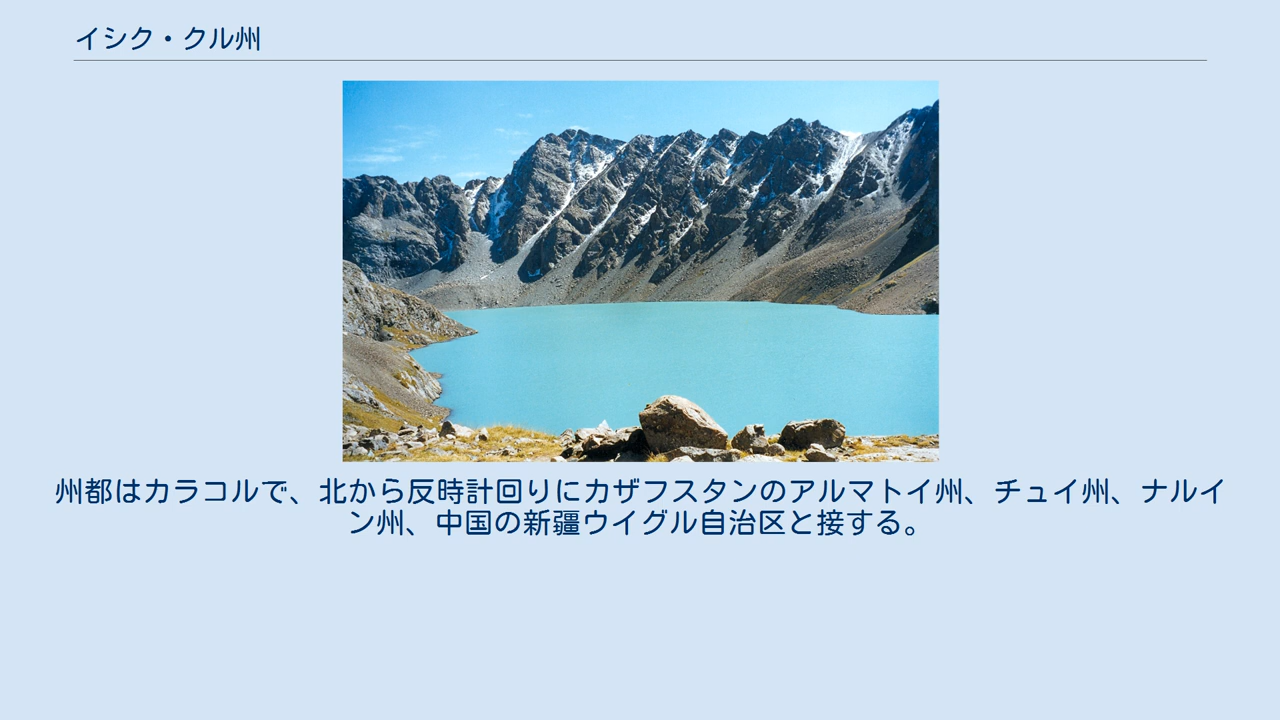 イシク・クル州
州都はカラコルで、北から反時計回りにカザフスタンのアルマトイ州、チュイ州、ナルイ
ン州、中国の新疆ウイグル自治区と接する。